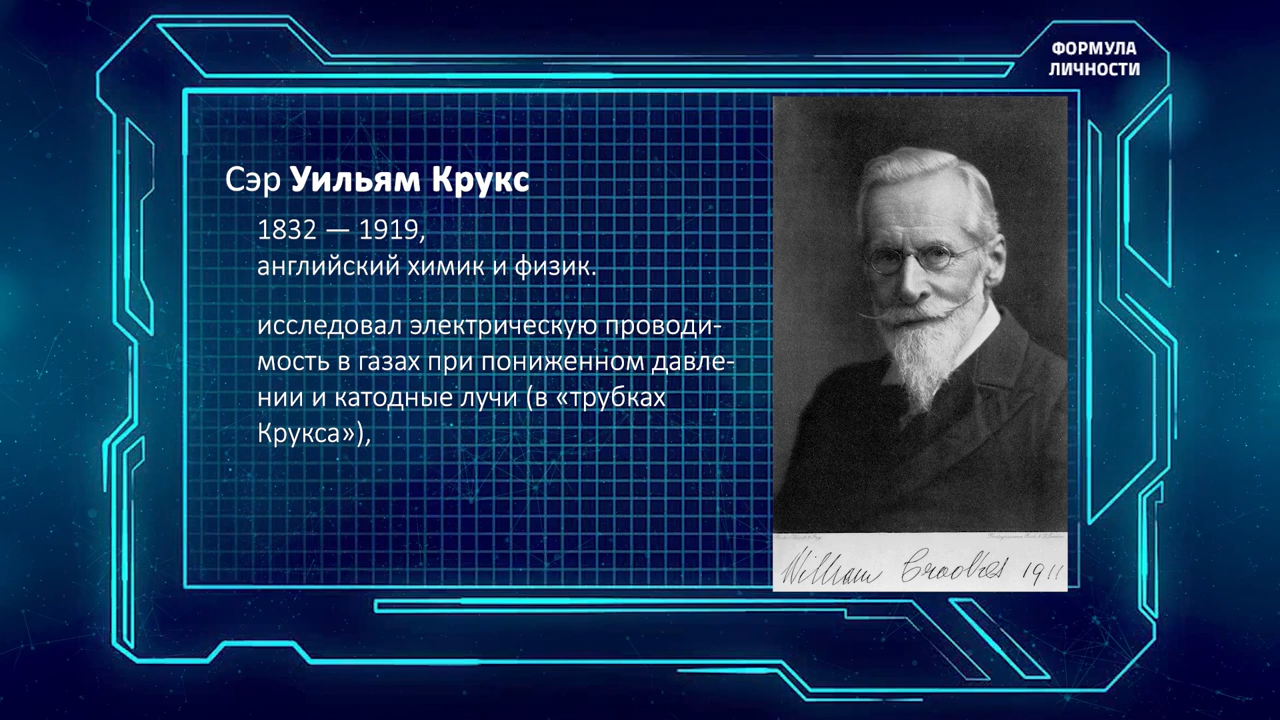 ФОРМУЛА
ЛИЧНОСТИ
Сэр Уильям Крукс
1832 — 1919,
английский химик и физик.
исследовал электрическую проводи-
мость в газах при пониженном давле-
нии и катодные лучи (в «трубках
Крукса»),
William Crookes 1911